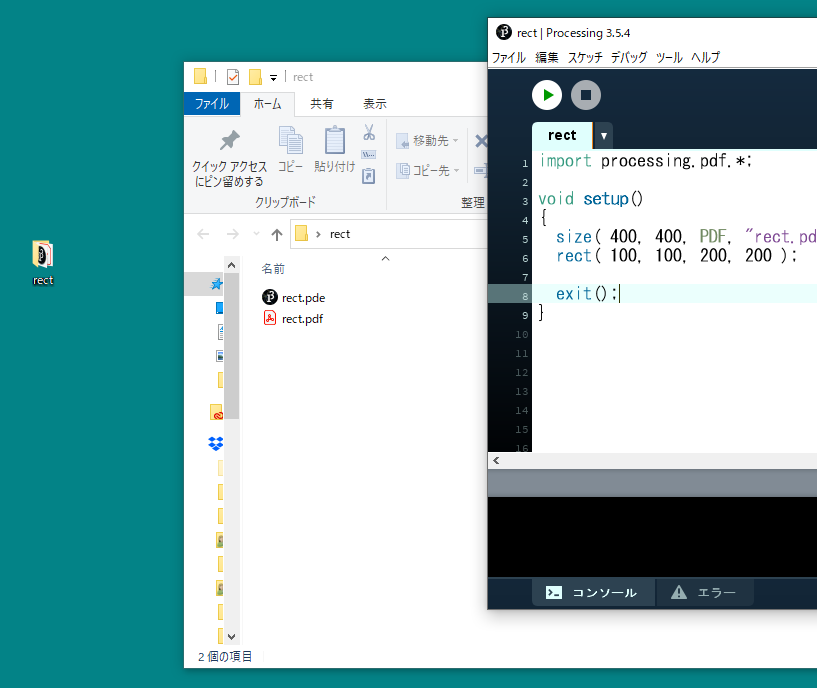 rect | Processing 3.5.4
ファイル 編集 スケッチ デバッグ ツール ヘルプ
rect
ファイル ホーム 共有 表示
クイック アクセス
にピン留めする
コピー
貼り付け
移動先
コピー先
クリップボード
整理
rect
名前
rect.pde
rect.pdf
2 個の項目
rect
rect
1 import processing.pdf.*;
2
3 void setup()
4 {
5 size( 400, 400, PDF, "rect.pd
6 rect( 100, 100, 200, 200 );
7
8 exit();
9 }
10
11
12
13
14
15
16
コンソール エラー